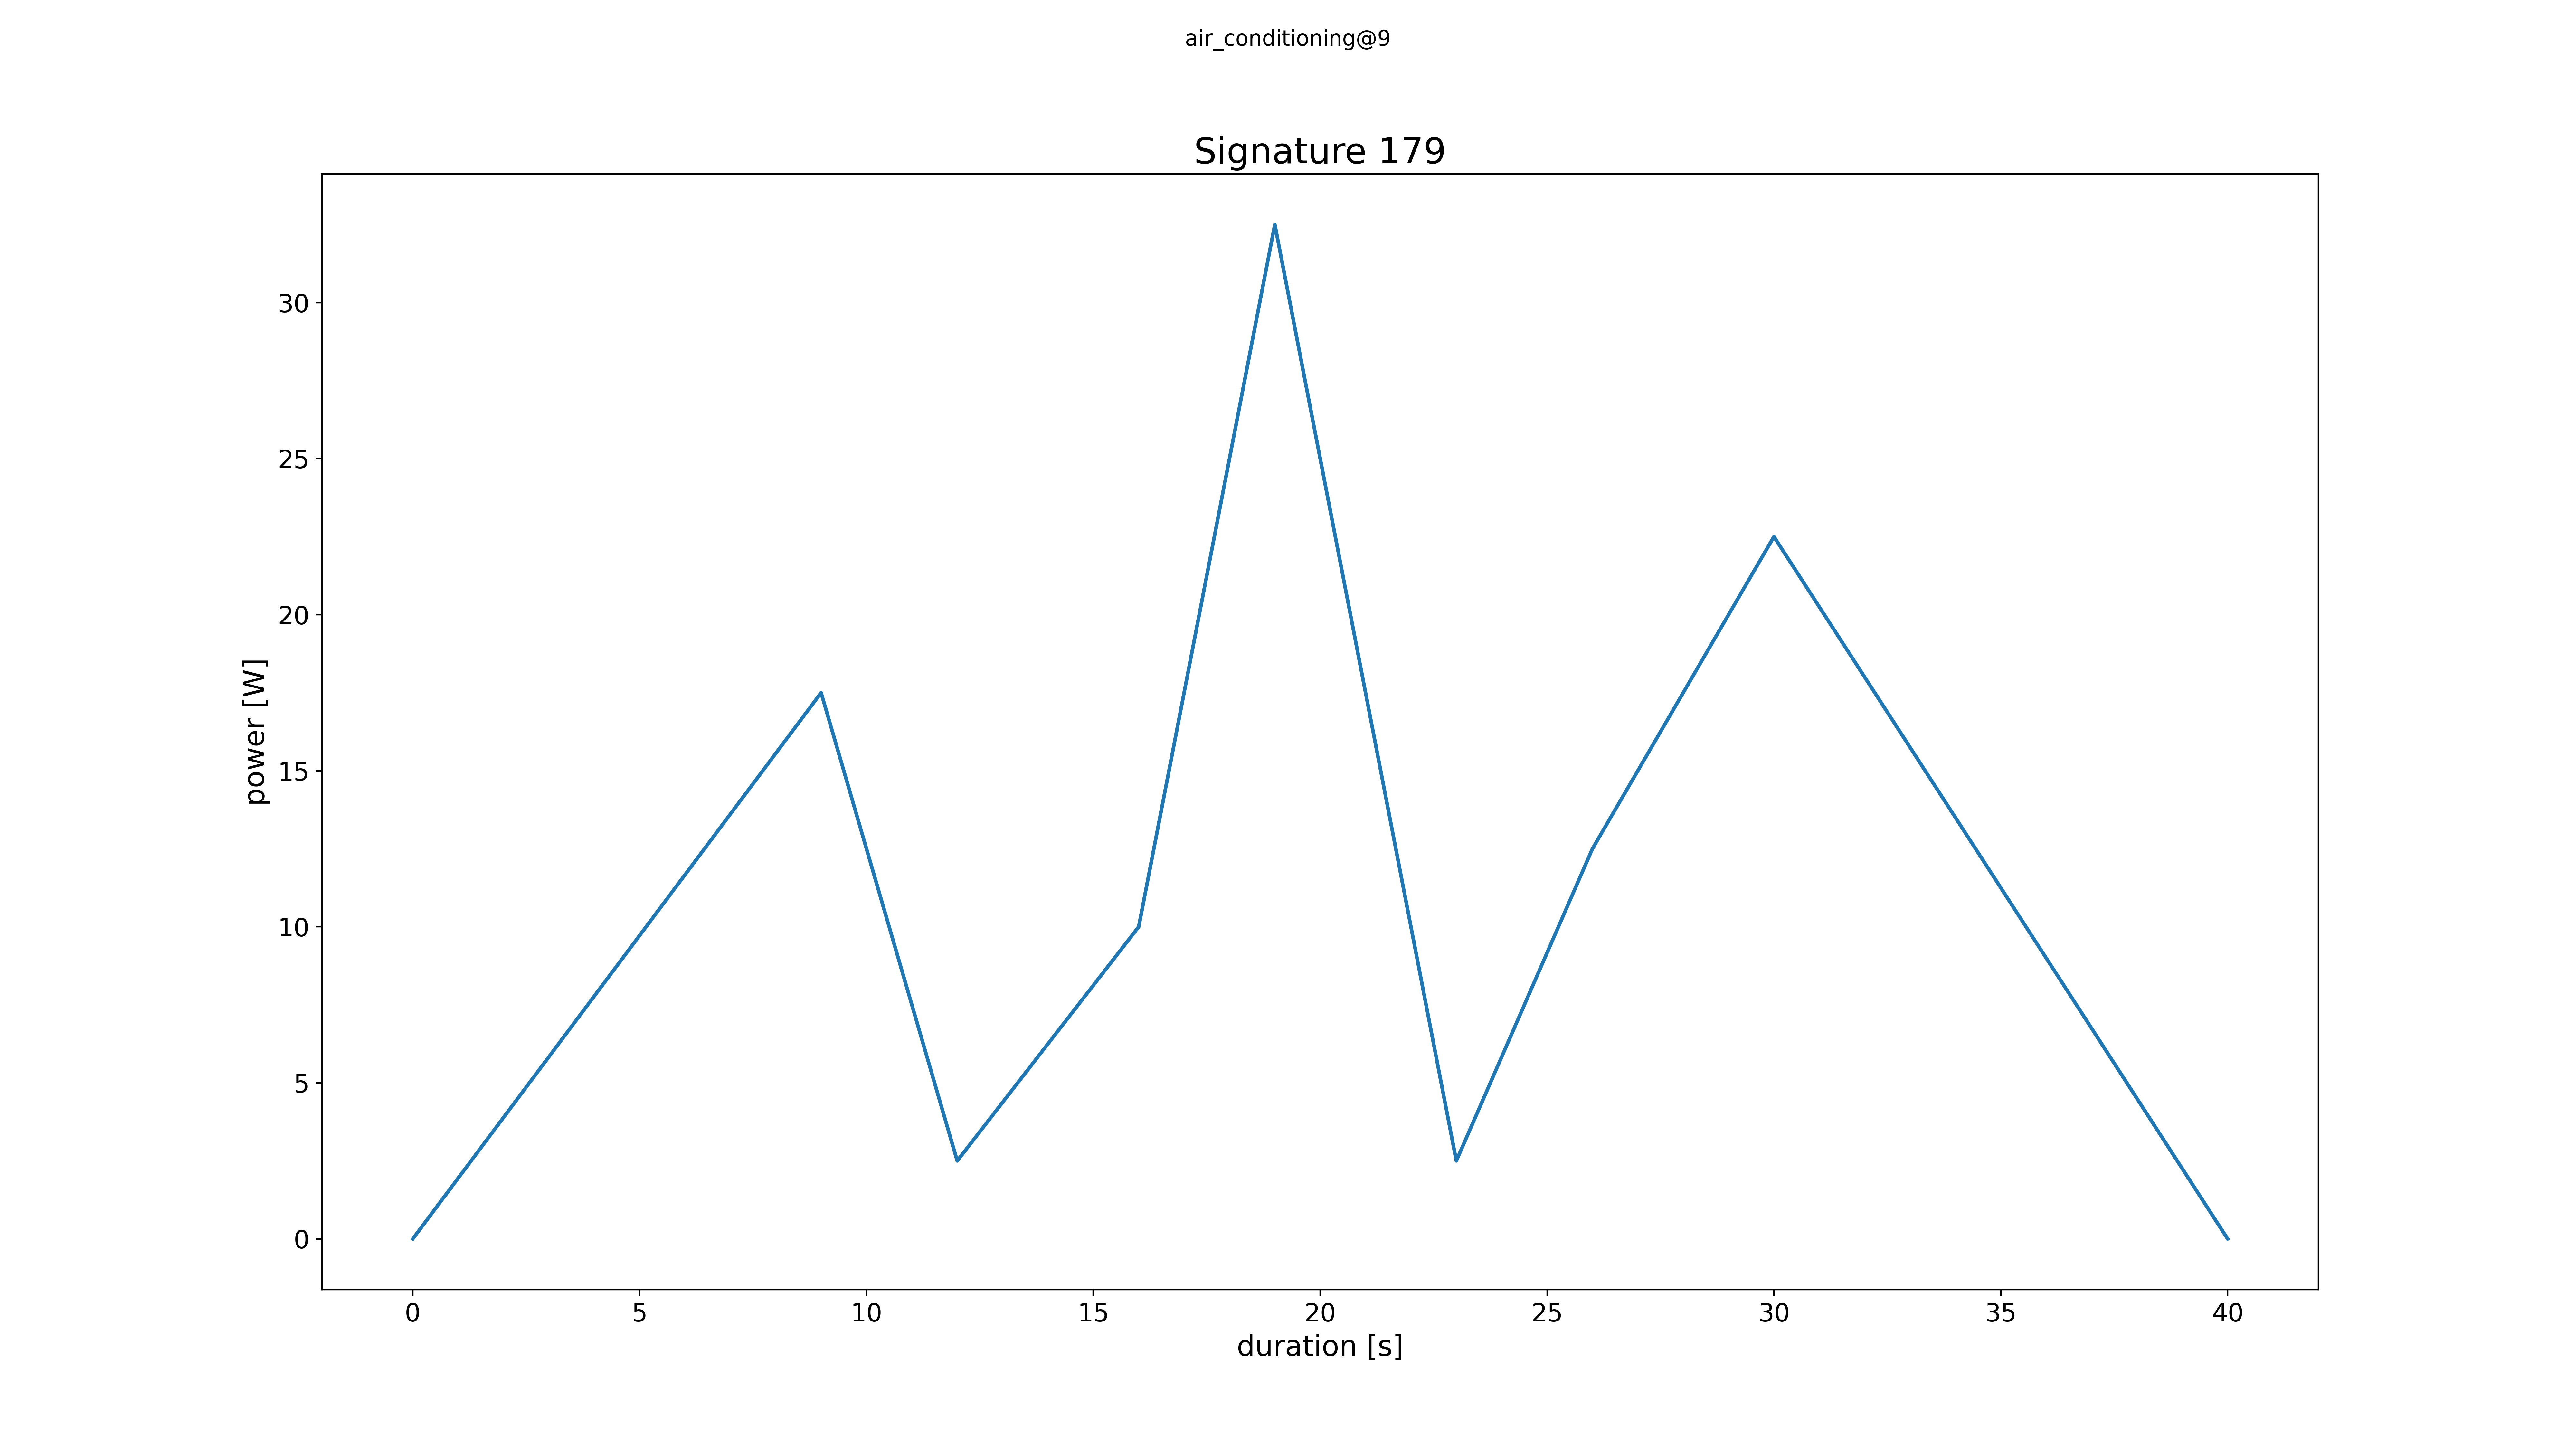 air_conditioning@9
Signature 179
power [W]
30
25
20
15
10
5
0
0 5 10 15 20 25 30 35 40
duration [s]